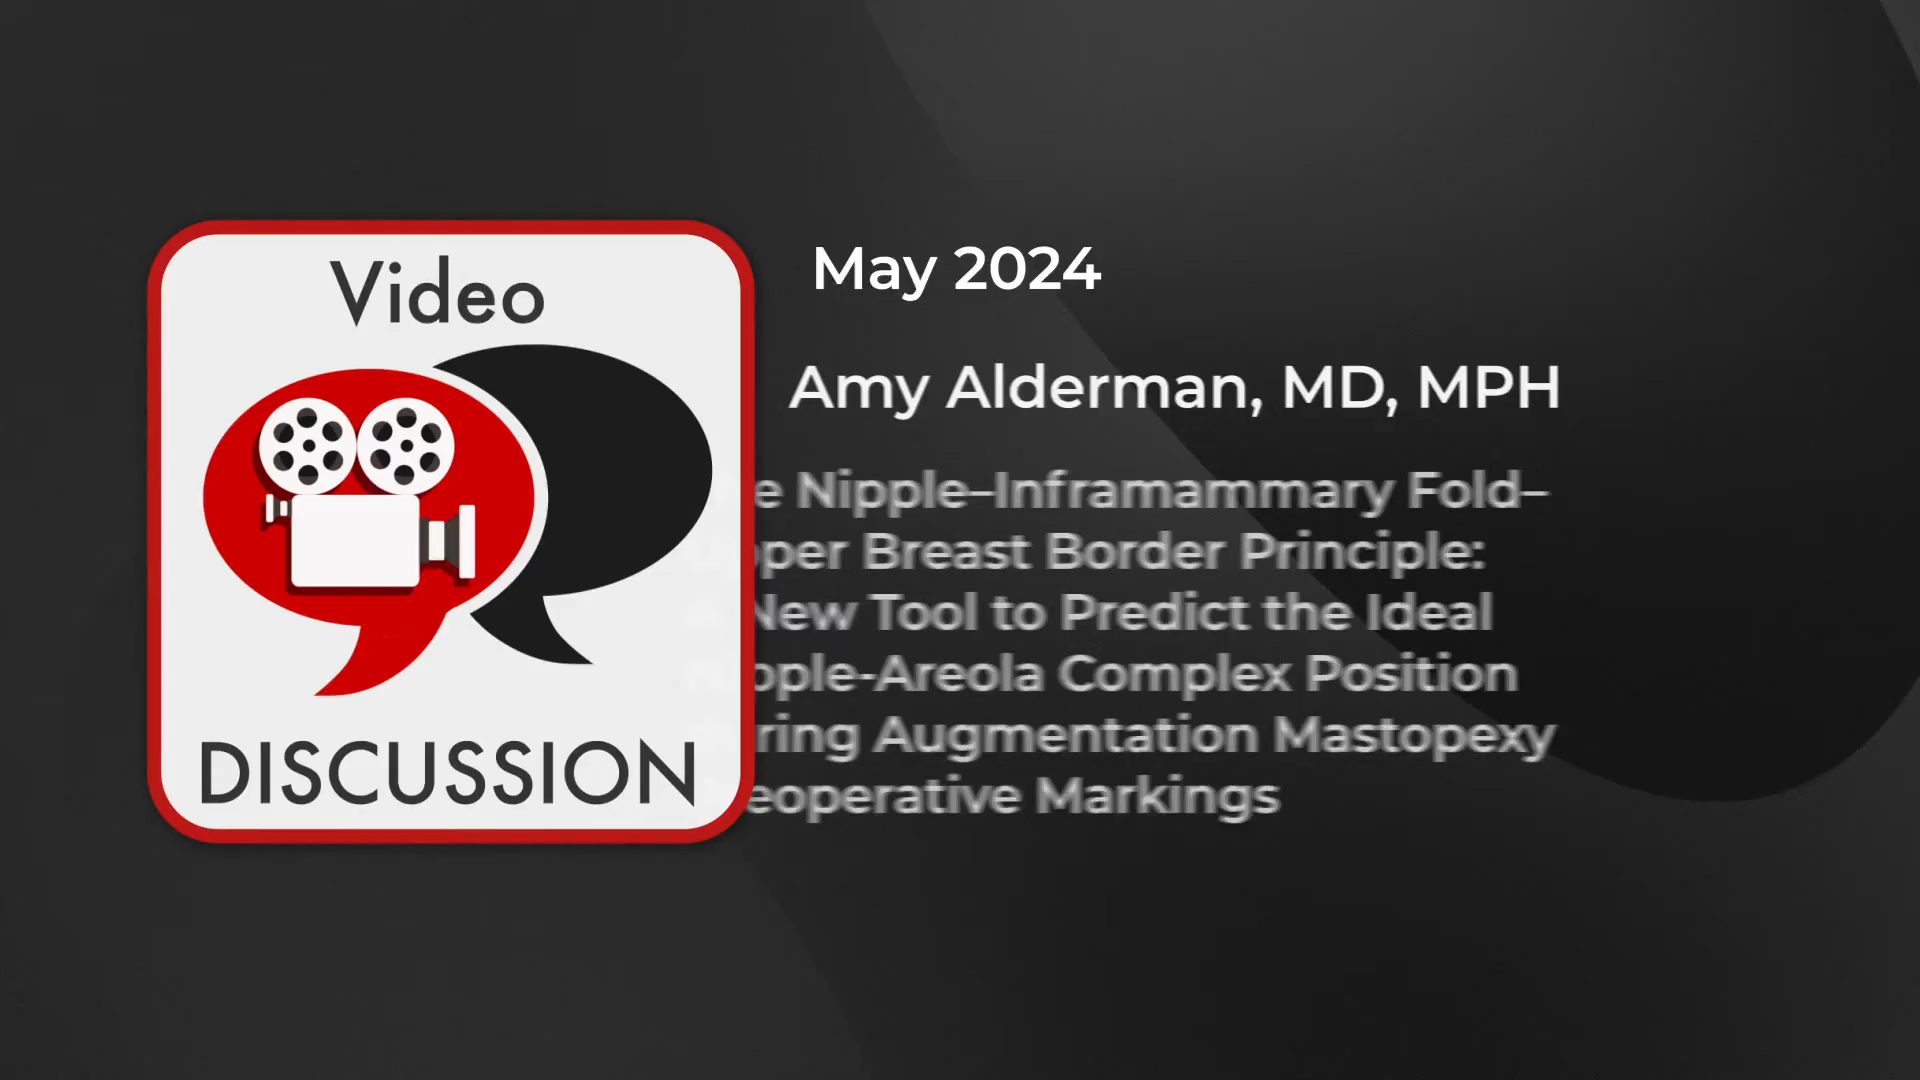 Video
DISCUSSION
May 2024
Amy Alderman, MD, MPH
Nipple–Inframammary Fold–
Breast Border Principle:
New Tool to Predict the Ideal
Complex Position
Augmentation Mastopexy
Markings